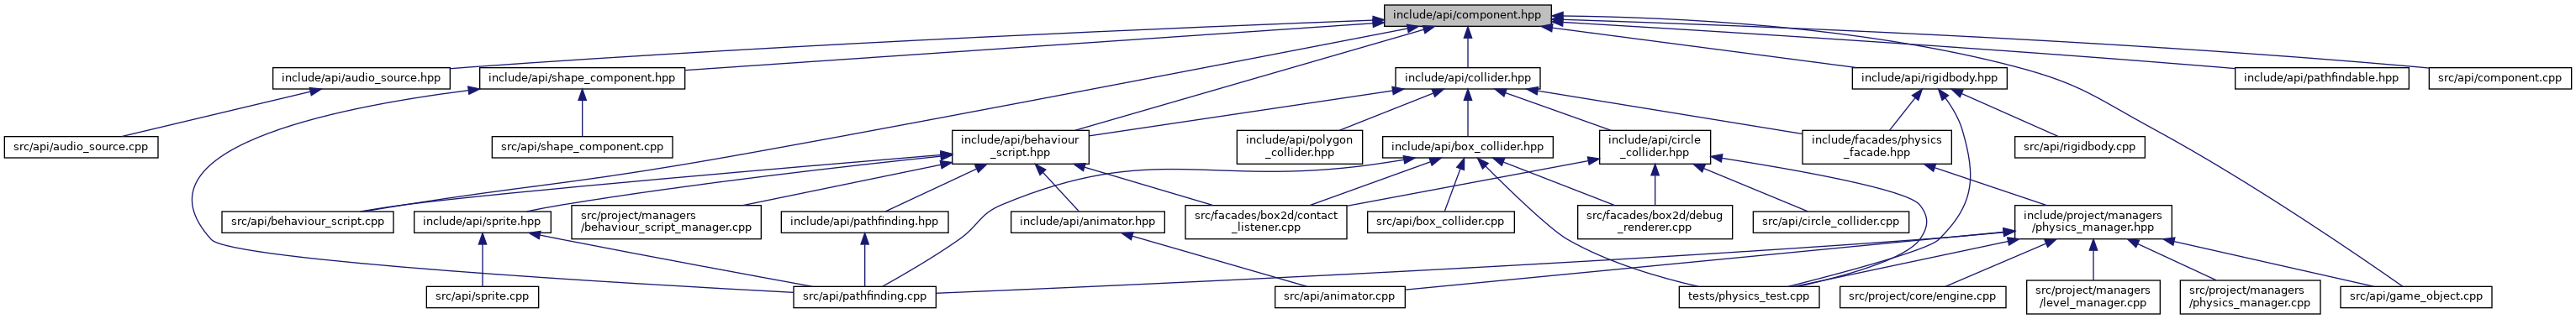 include/api/component.hpp
include/api/audio_source.hpp
include/api/shape_component.hpp
include/api/collider.hpp
include/api/rigidbody.hpp
include/api/pathfindable.hpp
src/api/component.cpp
src/api/audio_source.cpp
src/api/shape_component.cpp
include/api/behaviour
_script.hpp
include/api/polygon
_collider.hpp
include/api/box_collider.hpp
include/api/circle
_collider.hpp
include/facades/physics
_facade.hpp
src/api/rigidbody.cpp
src/api/behaviour_script.cpp
include/api/sprite.hpp
src/project/managers
/behaviour_script_manager.cpp
include/api/pathfinding.hpp
include/api/animator.hpp
src/facades/box2d/contact
_listener.cpp
src/api/box_collider.cpp
src/facades/box2d/debug
_renderer.cpp
src/api/circle_collider.cpp
include/project/managers
/physics_manager.hpp
src/api/sprite.cpp
src/api/pathfinding.cpp
src/api/animator.cpp
tests/physics_test.cpp
src/project/core/engine.cpp
src/project/managers
/level_manager.cpp
src/project/managers
/physics_manager.cpp
src/api/game_object.cpp